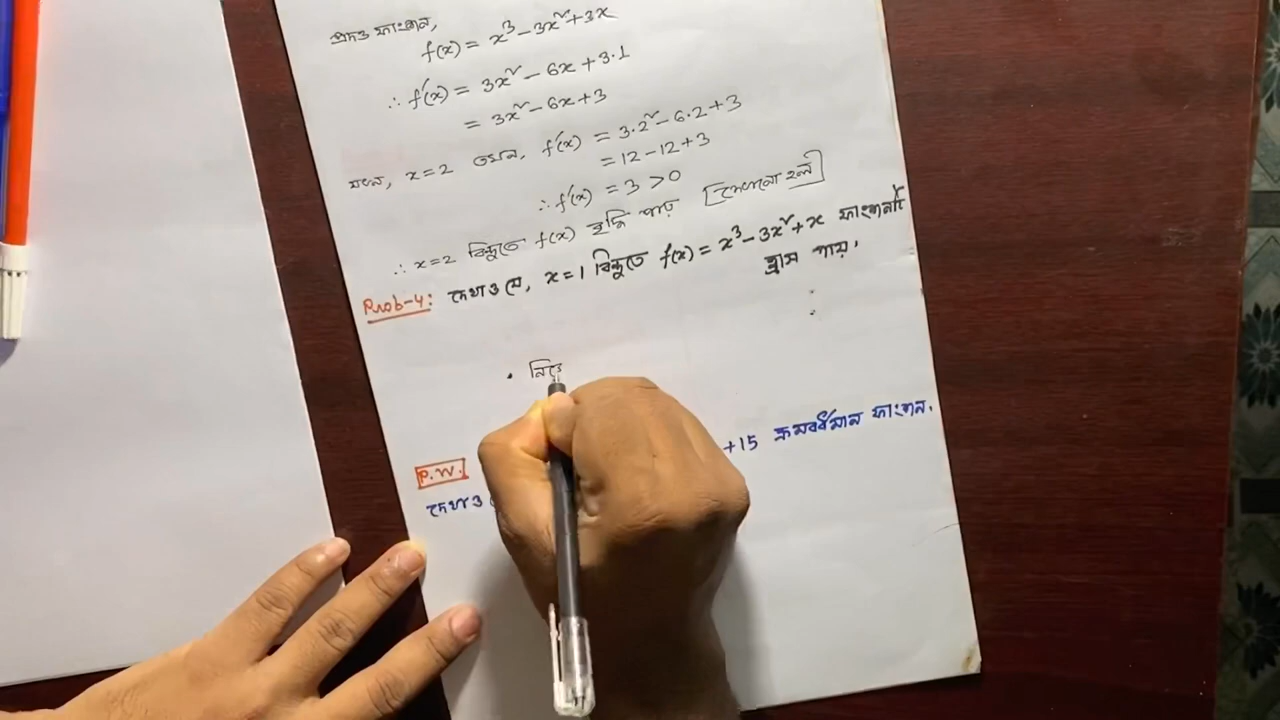 প্রদত্ত ফাংশন,
f(x) = x³ – 3x² + 3x
∴ f′(x) = 3x² – 6x + 3·1
= 3x² – 6x + 3
যখন, x = 2 তখন, f′(x) = 3·2² – 6·2 + 3
= 12 – 12 + 3
∴ f′(x) = 3 > 0
∴ x = 2 বিন্দুতে f(x) বৃদ্ধি পায় [দেখানো হল]
Prob-4: দেখাও যে, x = 1 বিন্দুতে f(x) = x³ – 3x² + x ফাংশনটি
হ্রাস পায়।
P.W.
দেখাও
+15 ক্রমবর্ধমান ফাংশন.